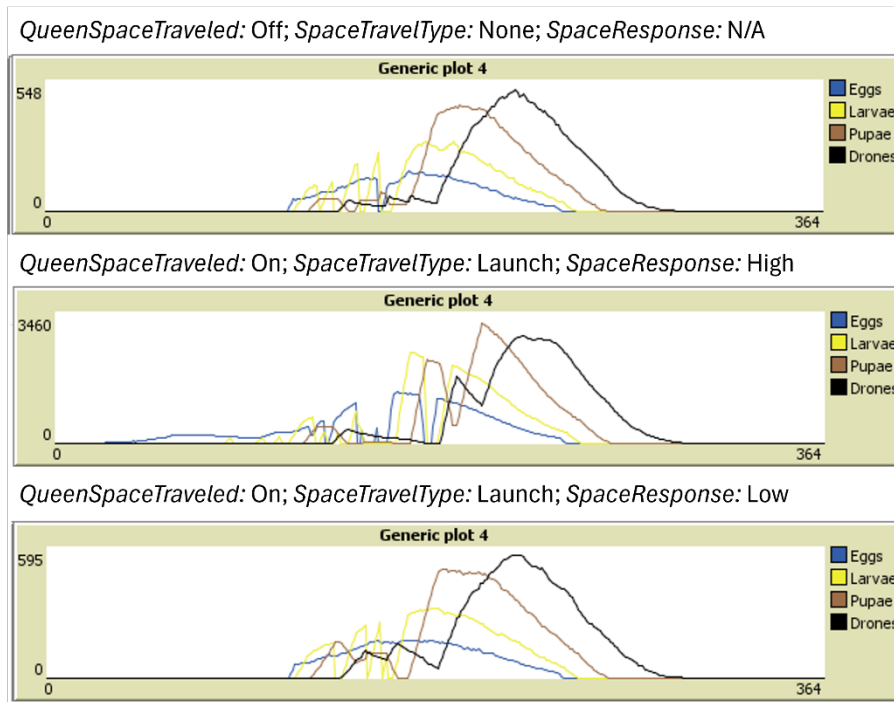 QueenSpaceTraveled: Off; SpaceTravelType: None; SpaceResponse: N/A
Generic plot 4
548
0
0
364
Eggs
Larvae
Pupae
Drones
QueenSpaceTraveled: On; SpaceTravelType: Launch; SpaceResponse: High
Generic plot 4
3460
0
0
364
Eggs
Larvae
Pupae
Drones
QueenSpaceTraveled: On; SpaceTravelType: Launch; SpaceResponse: Low
Generic plot 4
595
0
0
364
Eggs
Larvae
Pupae
Drones